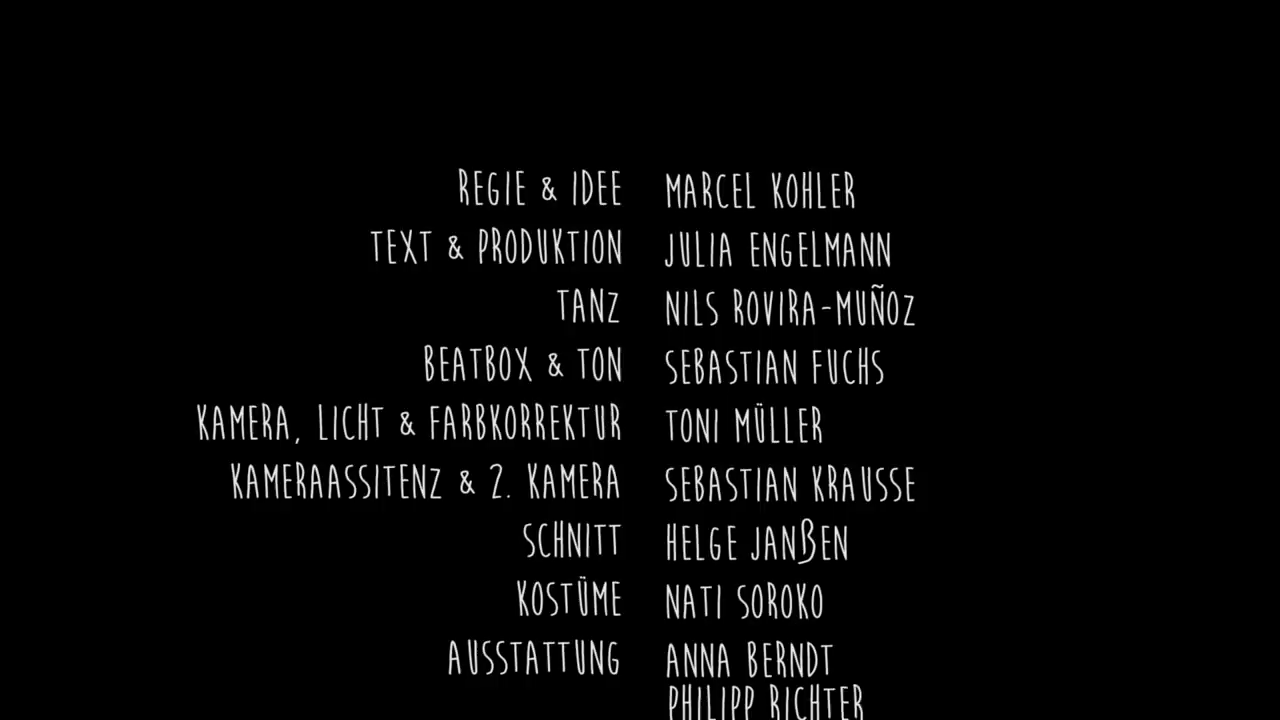 REGIE & IDEE MARCEL KOHLER
TEXT & PRODUKTION JULIA ENGELMANN
TANZ NILS ROVIRA-MUÑOZ
BEATBOX & TON SEBASTIAN FUCHS
KAMERA, LICHT & FARBKORREKTUR TONI MÜLLER
KAMERAASSITENZ & 2. KAMERA SEBASTIAN KRAUSSE
SCHNITT HELGE JANßEN
KOSTÜME NATI SOROKO
AUSSTATTUNG ANNA BERNDT
PHILIPP RICHTER